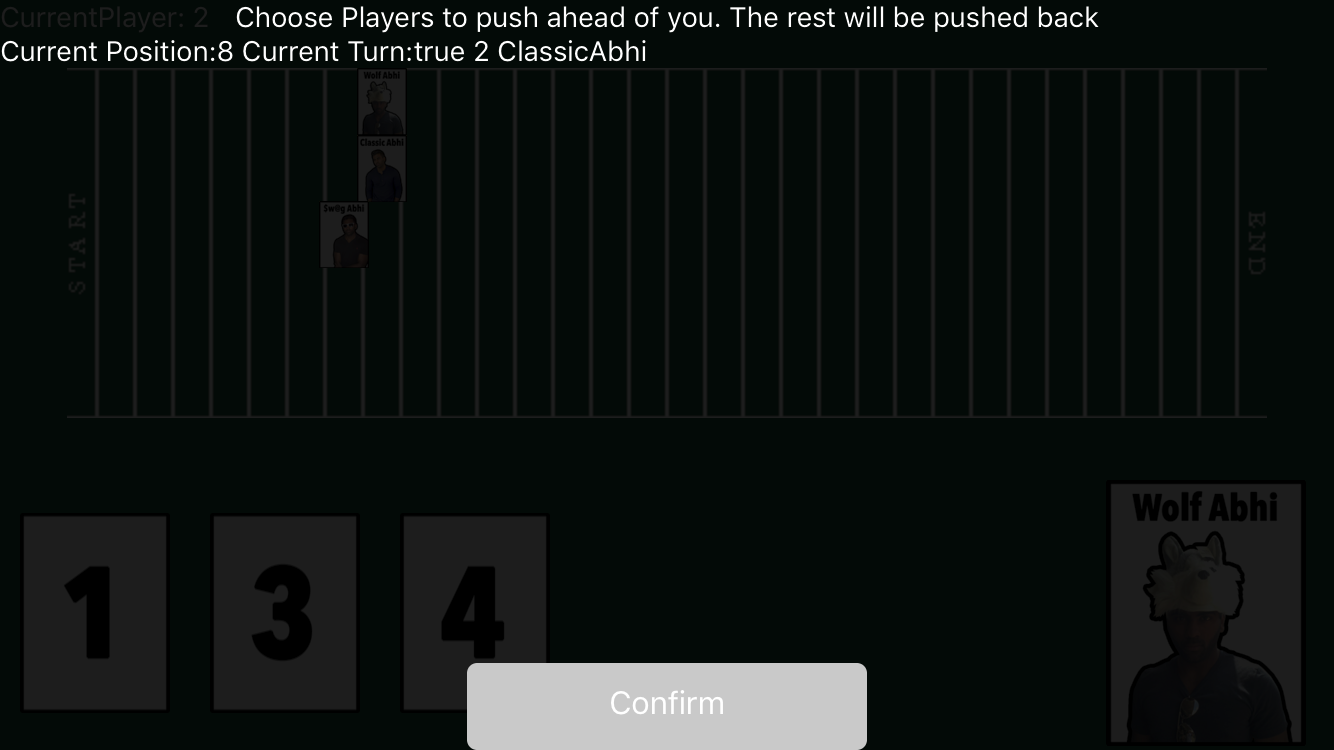 CurrentPlayer: 2 Choose Players to push ahead of you. The rest will be pushed back
Current Position:8 Current Turn:true 2 ClassicAbhi
Wolf Abhi
Classic Abhi
Swøg Abhi
START
END
Wolf Abhi
1 3 4
Confirm